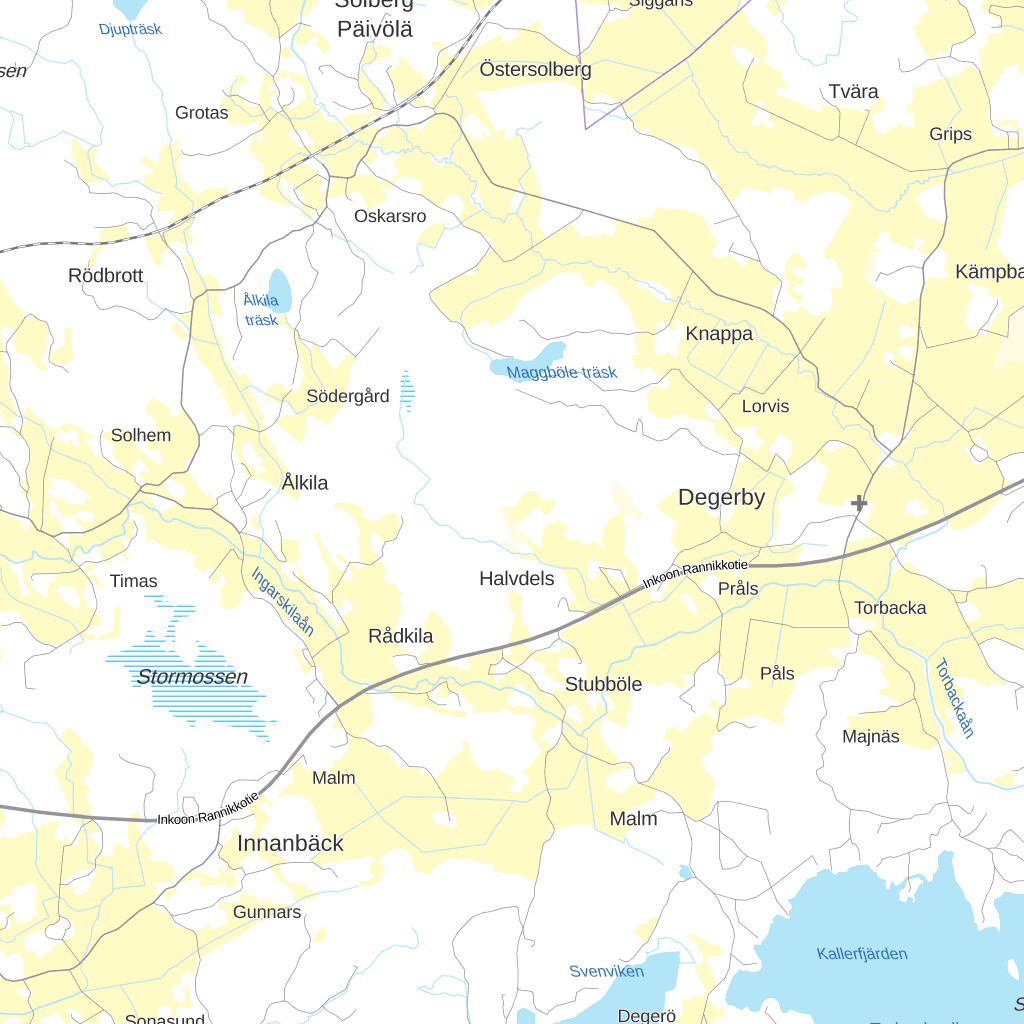 Solberg
Päivölä
Siggans
Djupträsk
Östersolberg
Tvära
Grotas
Grips
Oskarsro
Rödbrott
Ålkila
träsk
Knappa
Maggböle träsk
Södergård
Lorvis
Solhem
Ålkila
Degerby
Inkoon Rannikkotie
Timas
Ingarskilaån
Halvdels
Pråls
Torbacka
Rådkila
Stormossen
Stubböle
Påls
Torbackaån
Majnäs
Malm
Inkoon Rannikkotie
Malm
Innanbäck
Gunnars
Kallerfjärden
Svenviken
Degerö
Sonasund